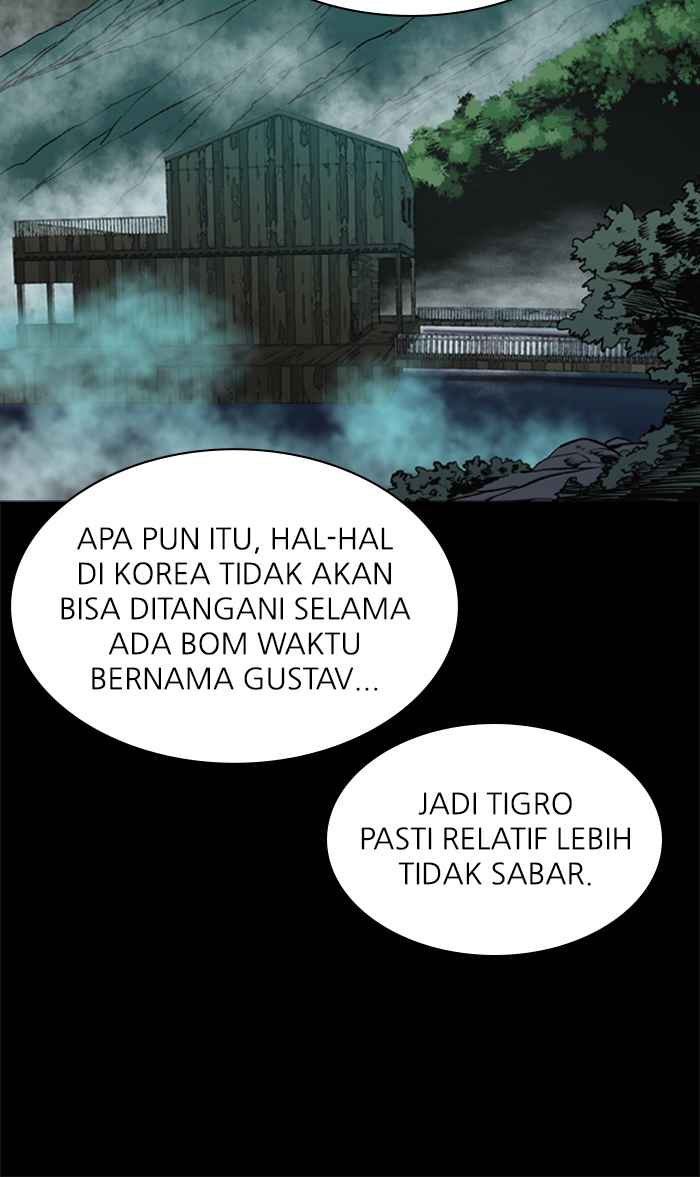 APA PUN ITU, HAL-HAL
DI KOREA TIDAK AKAN
BISA DITANGANI SELAMA
ADA BOM WAKTU
BERNAMA GUSTAV...
JADI TIGRO
PASTI RELATIF LEBIH
TIDAK SABAR.